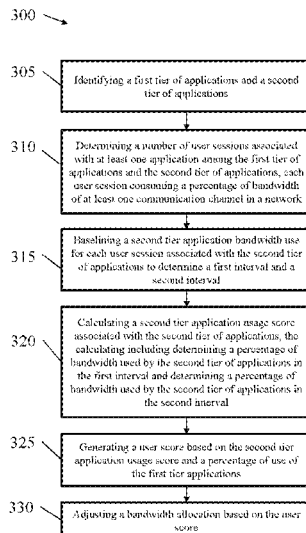 300
305
Identifying a first tier of applications and a second
tier of applications
310
Determining a number of user sessions associated
with at least one application among the first tier of
applications and the second tier of applications, each
user session consuming a percentage of bandwidth
of at least one communication channel in a network
315
Baselining a second tier application bandwidth use
for each user session associated with the second tier
of applications to determine a first interval and a
second interval
320
Calculating a second tier application usage score
associated with the second tier of applications, the
calculating including determining a percentage of
bandwidth used by the second tier of applications in
the first interval and determining a percentage of
bandwidth used by the second tier of applications in
the second interval
325
Generating a user score based on the second tier
application usage score and a percentage of use of
the first tier applications
330
Adjusting a bandwidth allocation based on the user
score